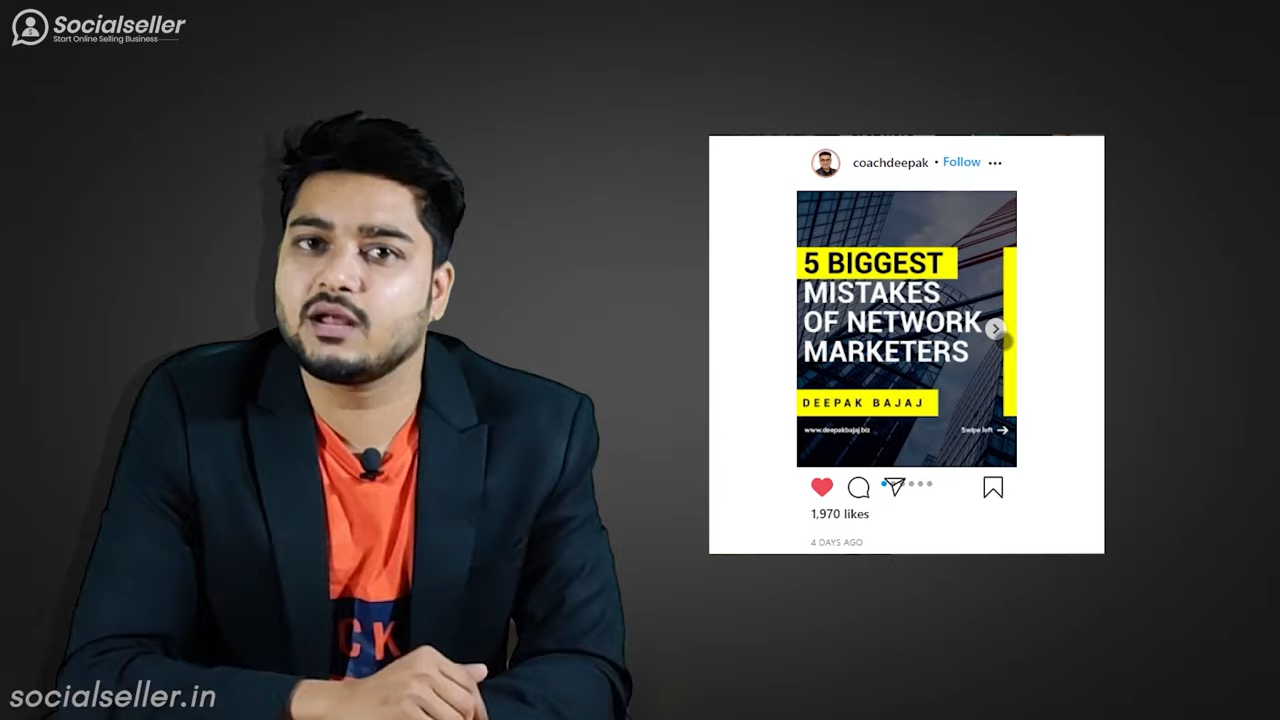 Socialseller
Start Online Selling Business
coachdeepak • Follow ...
5 BIGGEST
MISTAKES
OF NETWORK
MARKETERS
DEEPAK BAJAJ
www.deepakbajaj.biz
Swipe left
1,970 likes
4 DAYS AGO
CK
socialseller.in